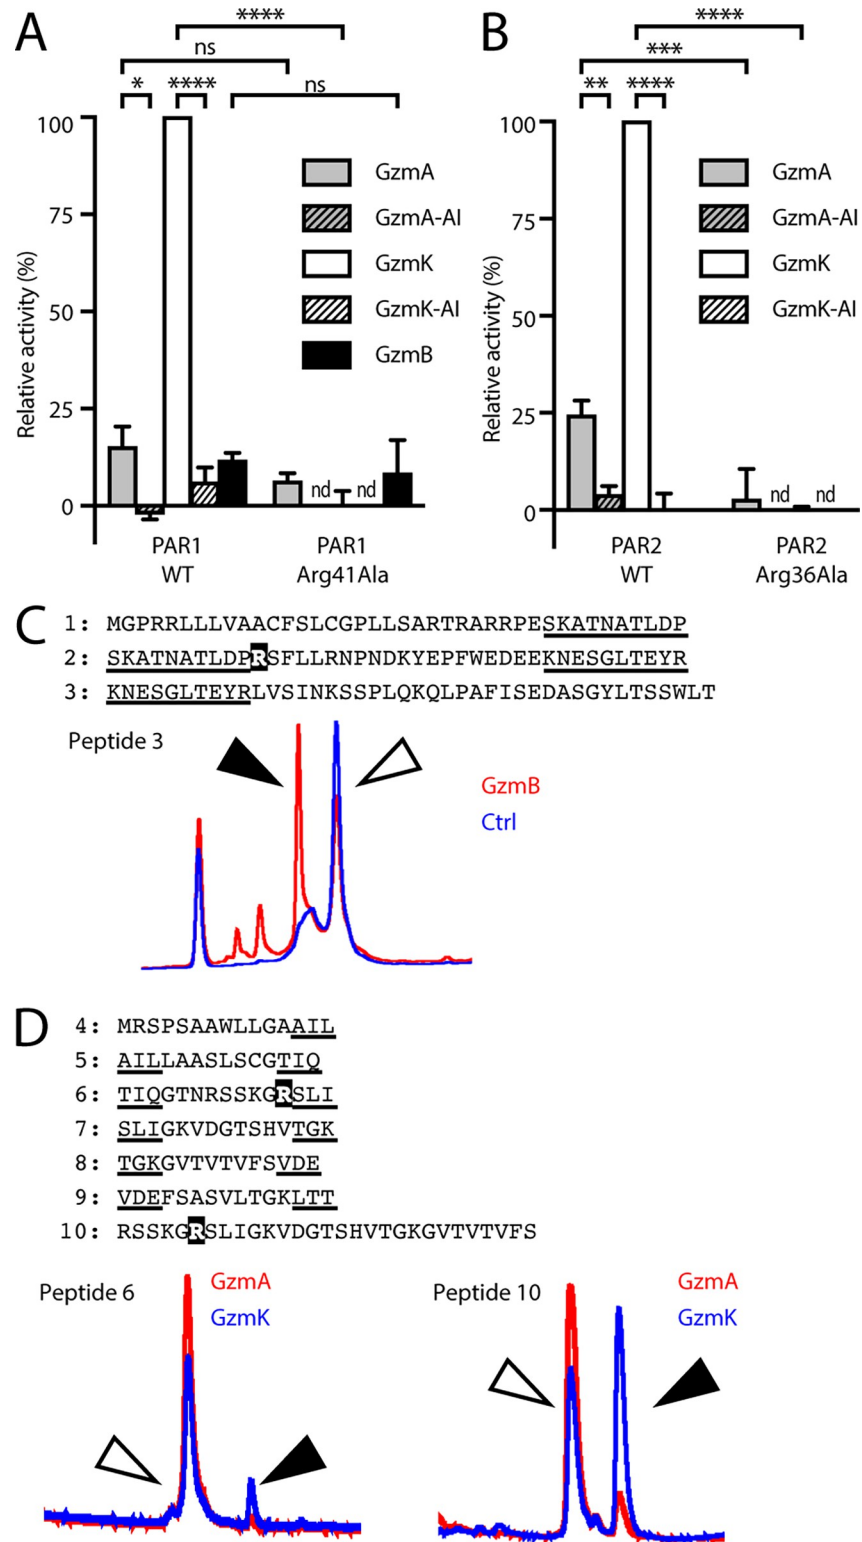 A
****
ns
*
****
ns
100
75
50
25
0
Relative activity (%)
GzmA
GzmA-AI
GzmK
GzmK-AI
GzmB
nd
nd
PAR1
WT
PAR1
Arg41Ala
B
****
***
**
****
100
75
50
25
0
Relative activity (%)
GzmA
GzmA-AI
GzmK
GzmK-AI
nd
nd
PAR2
WT
PAR2
Arg36Ala
C
1: MGPRRLLLVAACFSLCGPLLSARTRARRPESKATNATLDP
2: SKATNATLDPRSFLLRNPNDKYEPFWEDEEKNESGLTEYR
3: KNESGLTEYRLVSINKSSPLQKQLPAFISEDASGYLTSSWLT
Peptide 3
GzmB
Ctrl
D
4: MRSPSAAWLLGAAIL
5: AILLAASLSCGTIQ
6: TIQGTNRSSKGRSLI
7: SLIGKVDGTSHVTGK
8: TGKGVTVTVFSVDE
9: VDEFSASVLTGKLTT
10: RSSKGRSLIGKVDGTSHVTGKGVTVTVFS
Peptide 6
GzmA
GzmK
Peptide 10
GzmA
GzmK